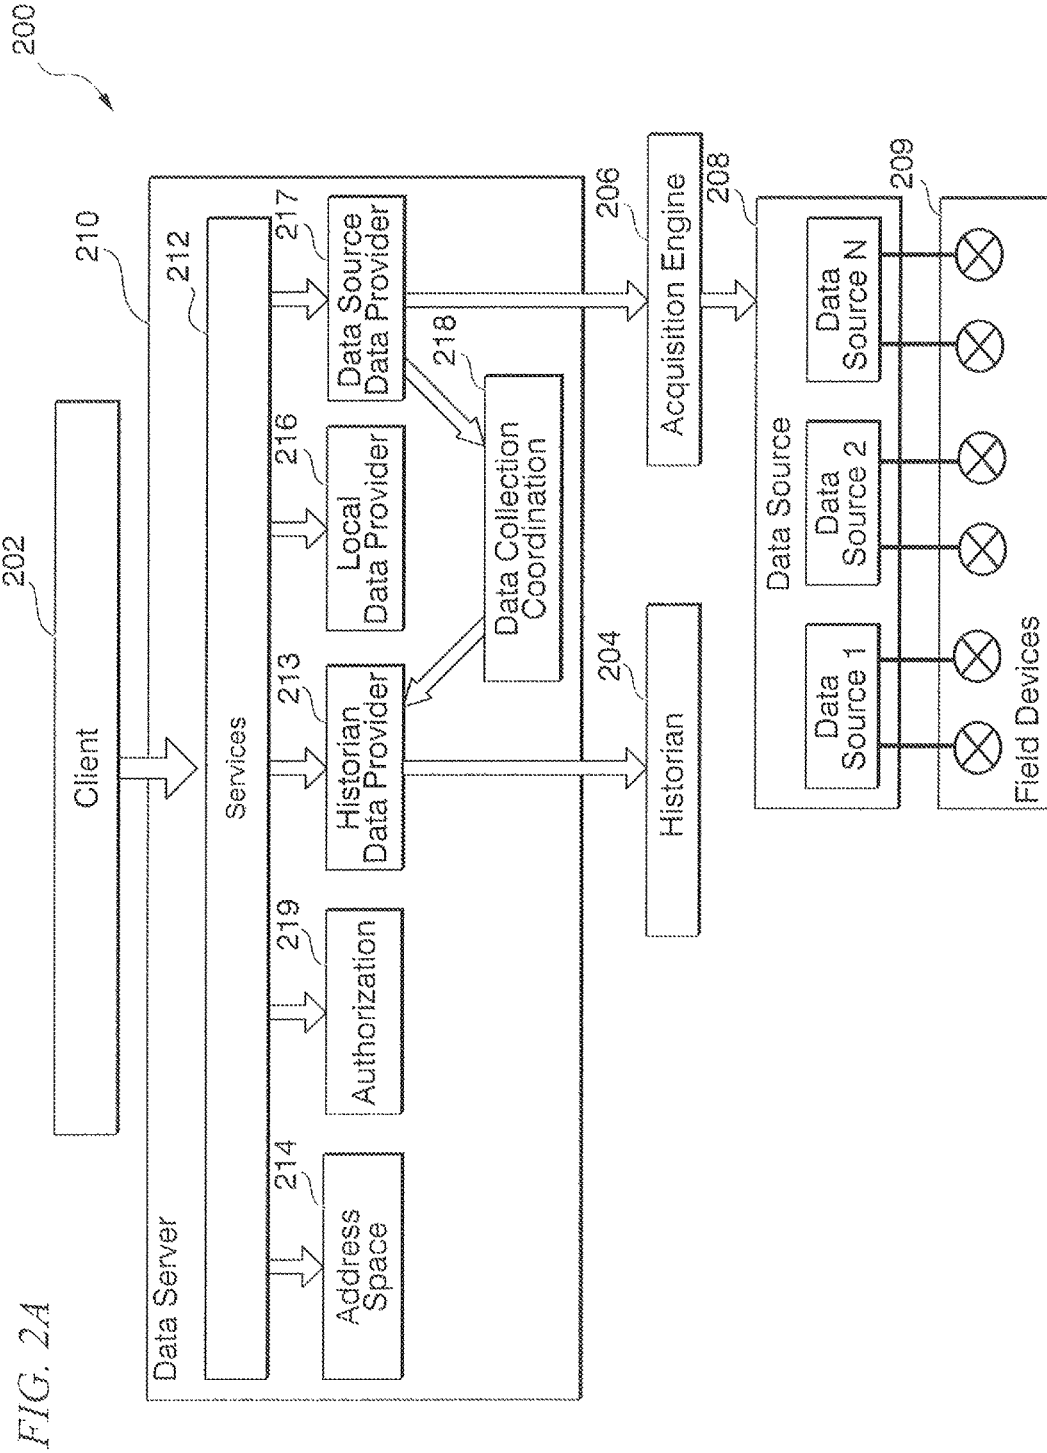 FIG. 2A
200
202
Client
210
Data Server
212
Services
214
Address
Space
219
Authorization
213
Historian
Data Provider
216
Local
Data Provider
217
Data Source
Data Provider
218
Data Collection
Coordination
204
Historian
206
Acquisition Engine
208
Data Source
Data
Source 1
Data
Source 2
Data
Source N
209
Field Devices